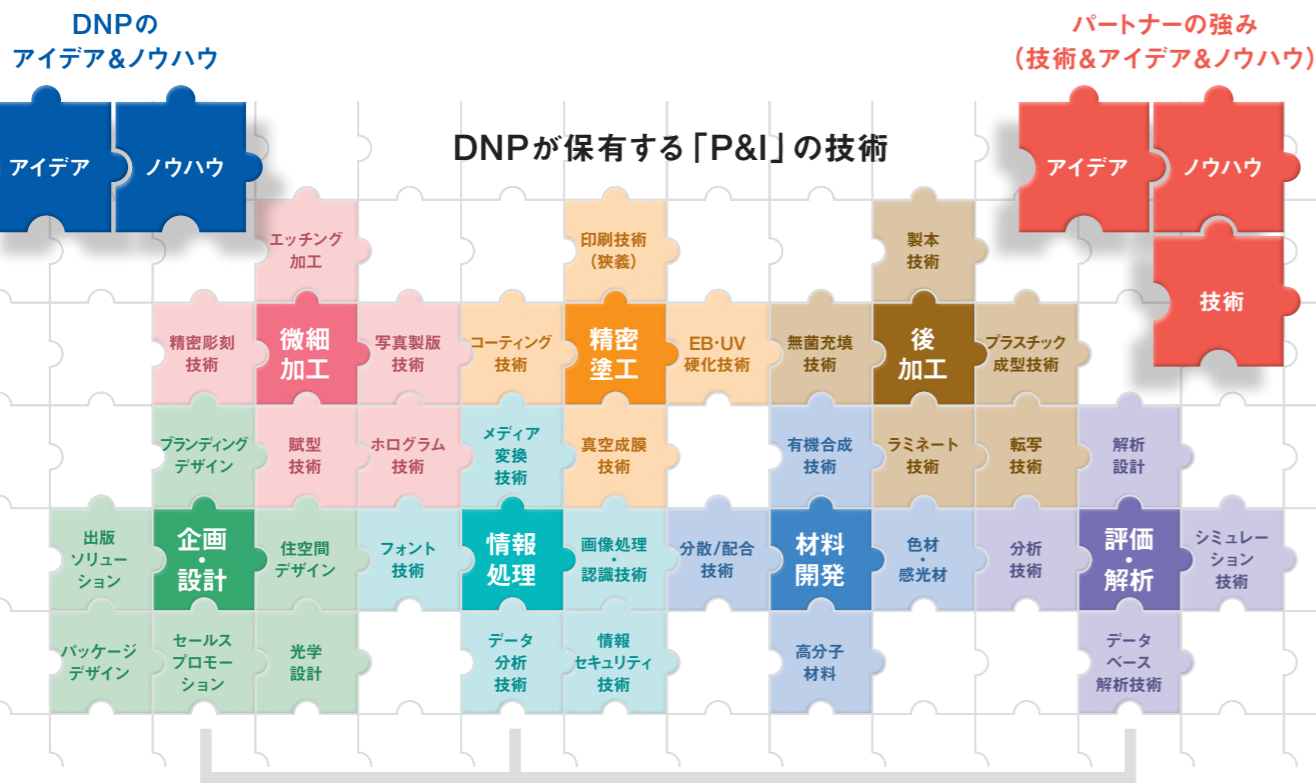 DNPの
アイデア&ノウハウ
アイデア
ノウハウ
パートナーの強み
(技術&アイデア&ノウハウ)
アイデア
ノウハウ
技術
DNPが保有する「P&I」の技術
エッチング
加工
印刷技術
(狭義)
製本
技術
精密彫刻
技術
微細
加工
写真製版
技術
コーティング
技術
精密
塗工
EB・UV
硬化技術
無菌充填
技術
後
加工
プラスチック
成型技術
ブランディング
デザイン
賦型
技術
ホログラム
技術
メディア
変換
技術
真空成膜
技術
有機合成
技術
ラミネート
技術
転写
技術
解析
設計
出版
ソリュー
ション
企画
・
設計
住空間
デザイン
フォント
技術
情報
処理
画像処理
・
認識技術
分散/配合
技術
材料
開発
色材
・
感光材
分析
技術
評価
・
解析
シミュレー
ション
技術
パッケージ
デザイン
セールス
プロモー
ション
光学
設計
データ
分析
技術
情報
セキュリティ
技術
高分子
材料
データ
ベース
解析技術